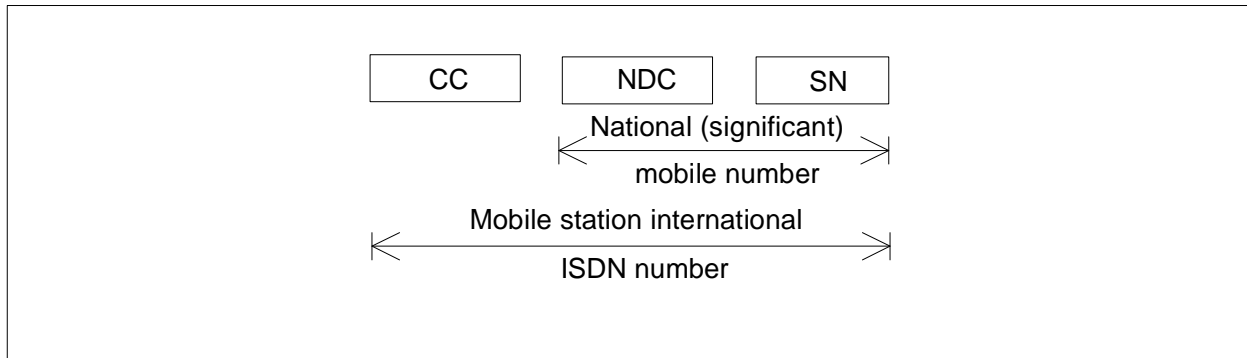 CC NDC SN
National (significant)
mobile number
Mobile station international
ISDN number